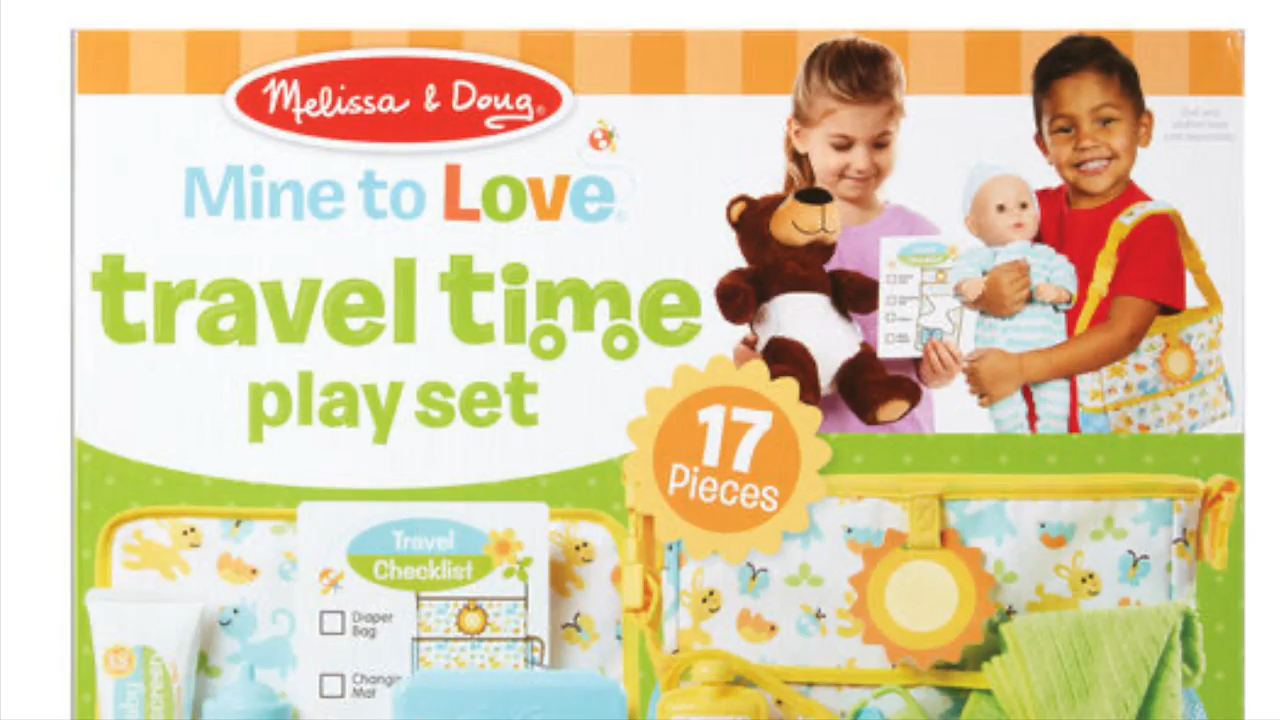 Melissa & Doug
Mine to Love
travel time
play set
17
Pieces
Travel
Checklist
Diaper
Bag
Changing
Mat